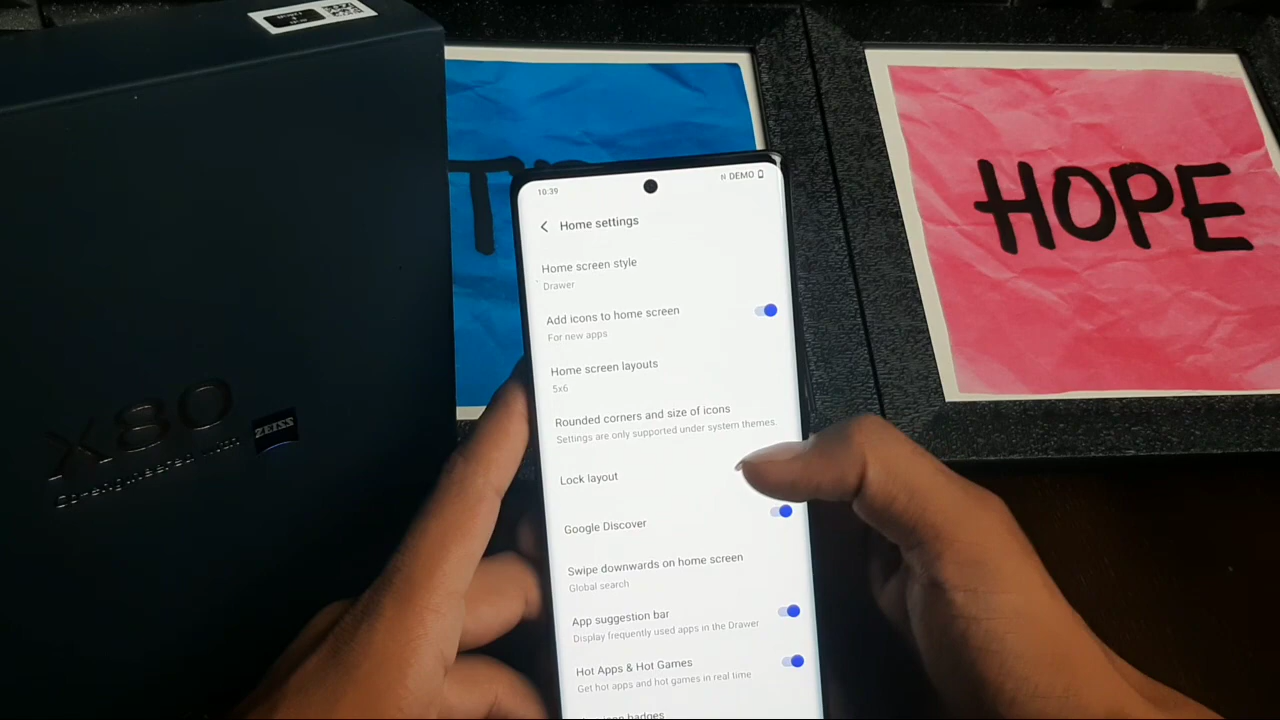 HOPE
10:39
N DEMO
Home settings
Home screen style
Drawer
Add icons to home screen
For new apps
Home screen layouts
5x6
Rounded corners and size of icons
Settings are only supported under system themes.
Lock layout
Google Discover
Swipe downwards on home screen
Global search
App suggestion bar
Display frequently used apps in the Drawer
Hot Apps & Hot Games
Get hot apps and hot games in real time
X80
Co-engineered with
ZEISS